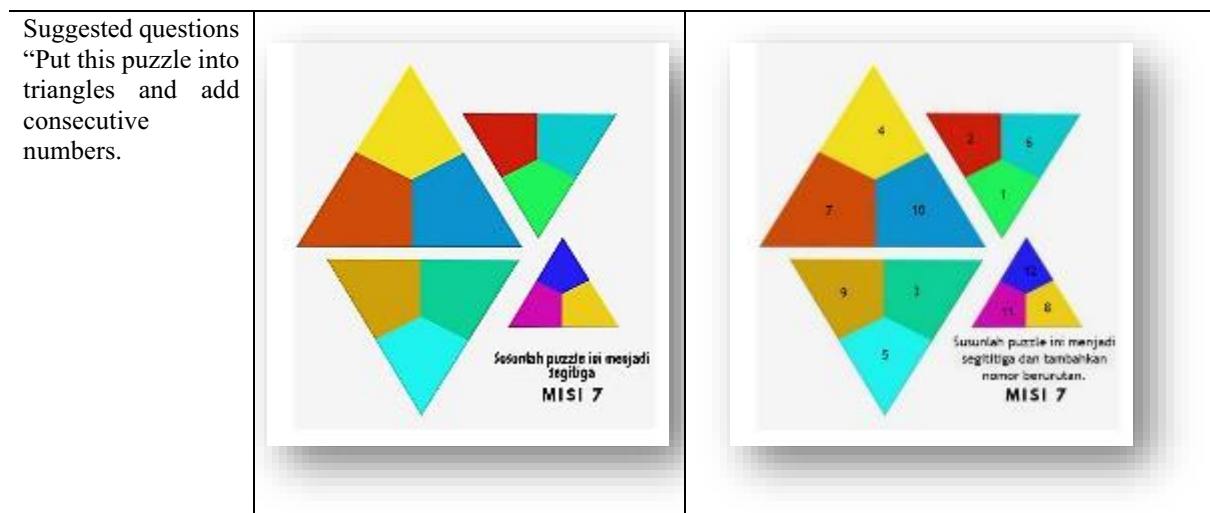 Suggested questions
“Put this puzzle into
triangles and add
consecutive
numbers.
Susunlah puzzle ini menjadi
segitiga
MISI 7
4
2
6
1
7
10
9
3
5
12
11
8
Susunlah puzzle ini menjadi
segititiga dan tambahkan
nomor berurutan.
MISI 7